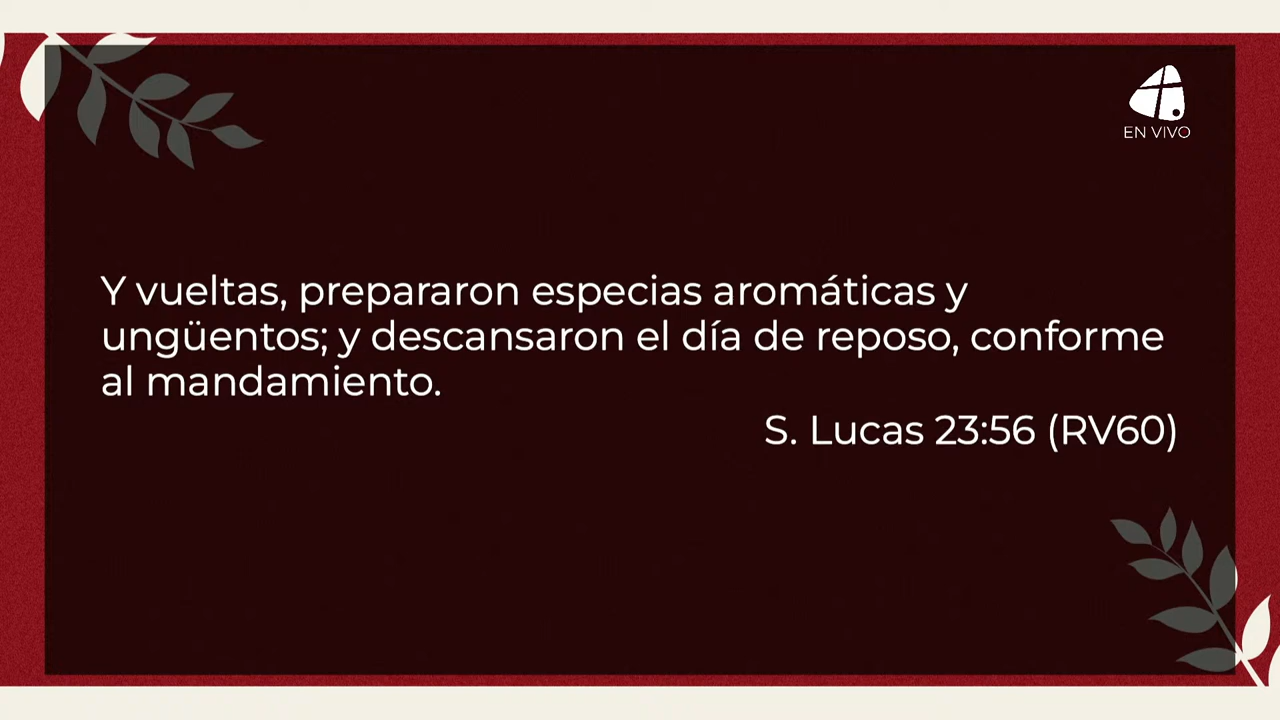 EN VIVO
Y vueltas, prepararon especias aromáticas y
ungüentos; y descansaron el día de reposo, conforme
al mandamiento.
S. Lucas 23:56 (RV60)